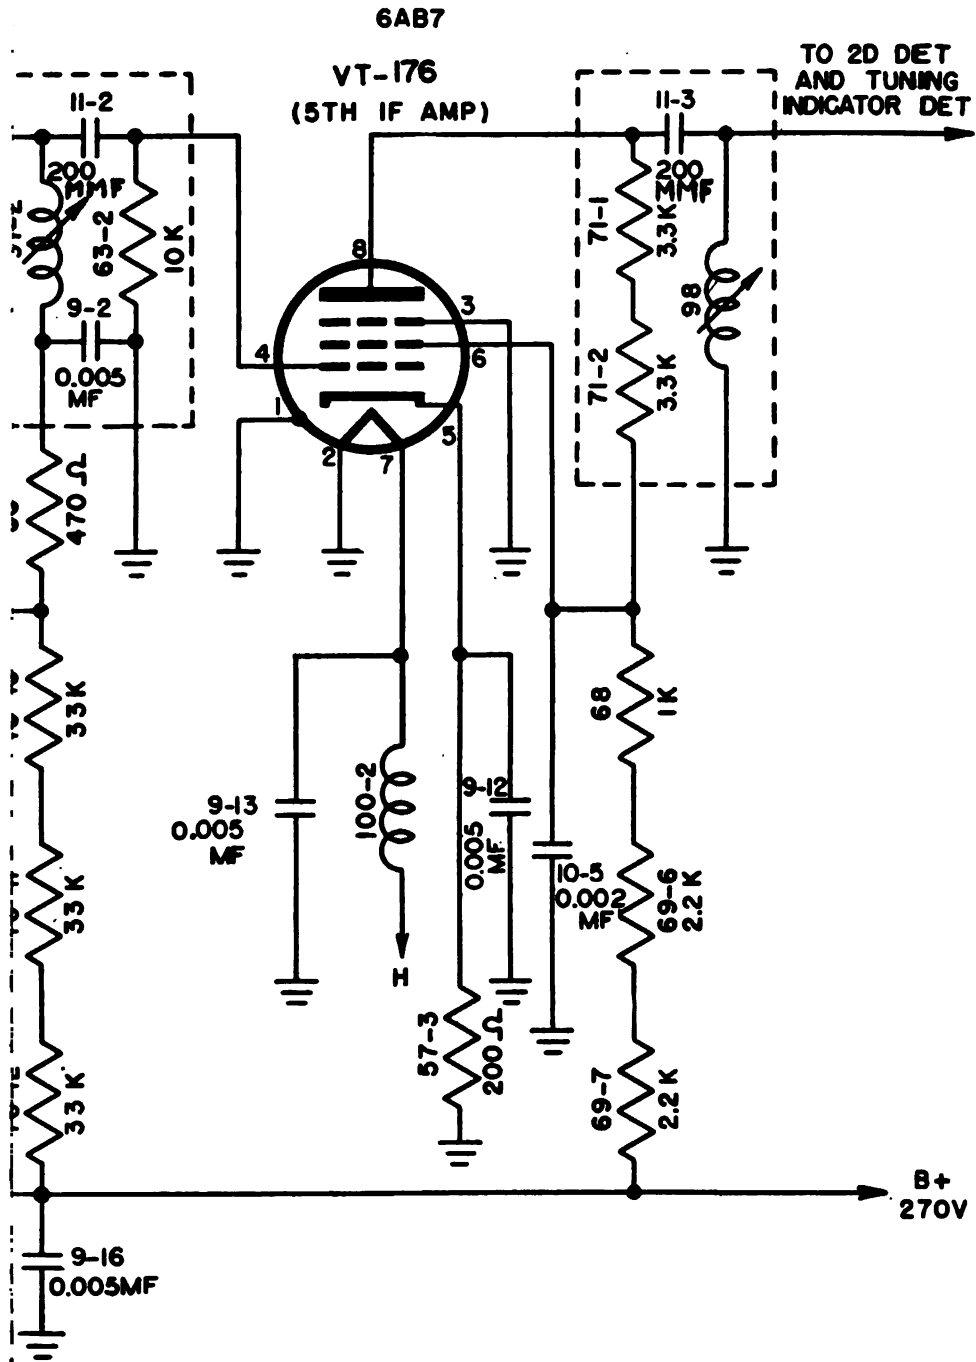 6AB7
VT-176
(5TH IF AMP)
TO 2D DET
AND TUNING
INDICATOR DET
11-2
200
MMF
63-2
10K
9-2
0.005
MF
470Ω
33K
33K
33K
9-16
0.005MF
8
3
6
4
1
2
7
5
11-3
200
MMF
71-1
3.3K
71-2
3.3K
98
9-13
0.005
MF
100-2
H
9-12
0.005
MF
57-3
200Ω
10-5
0.002
MF
68
1K
69-6
2.2K
69-7
2.2K
B+
270V